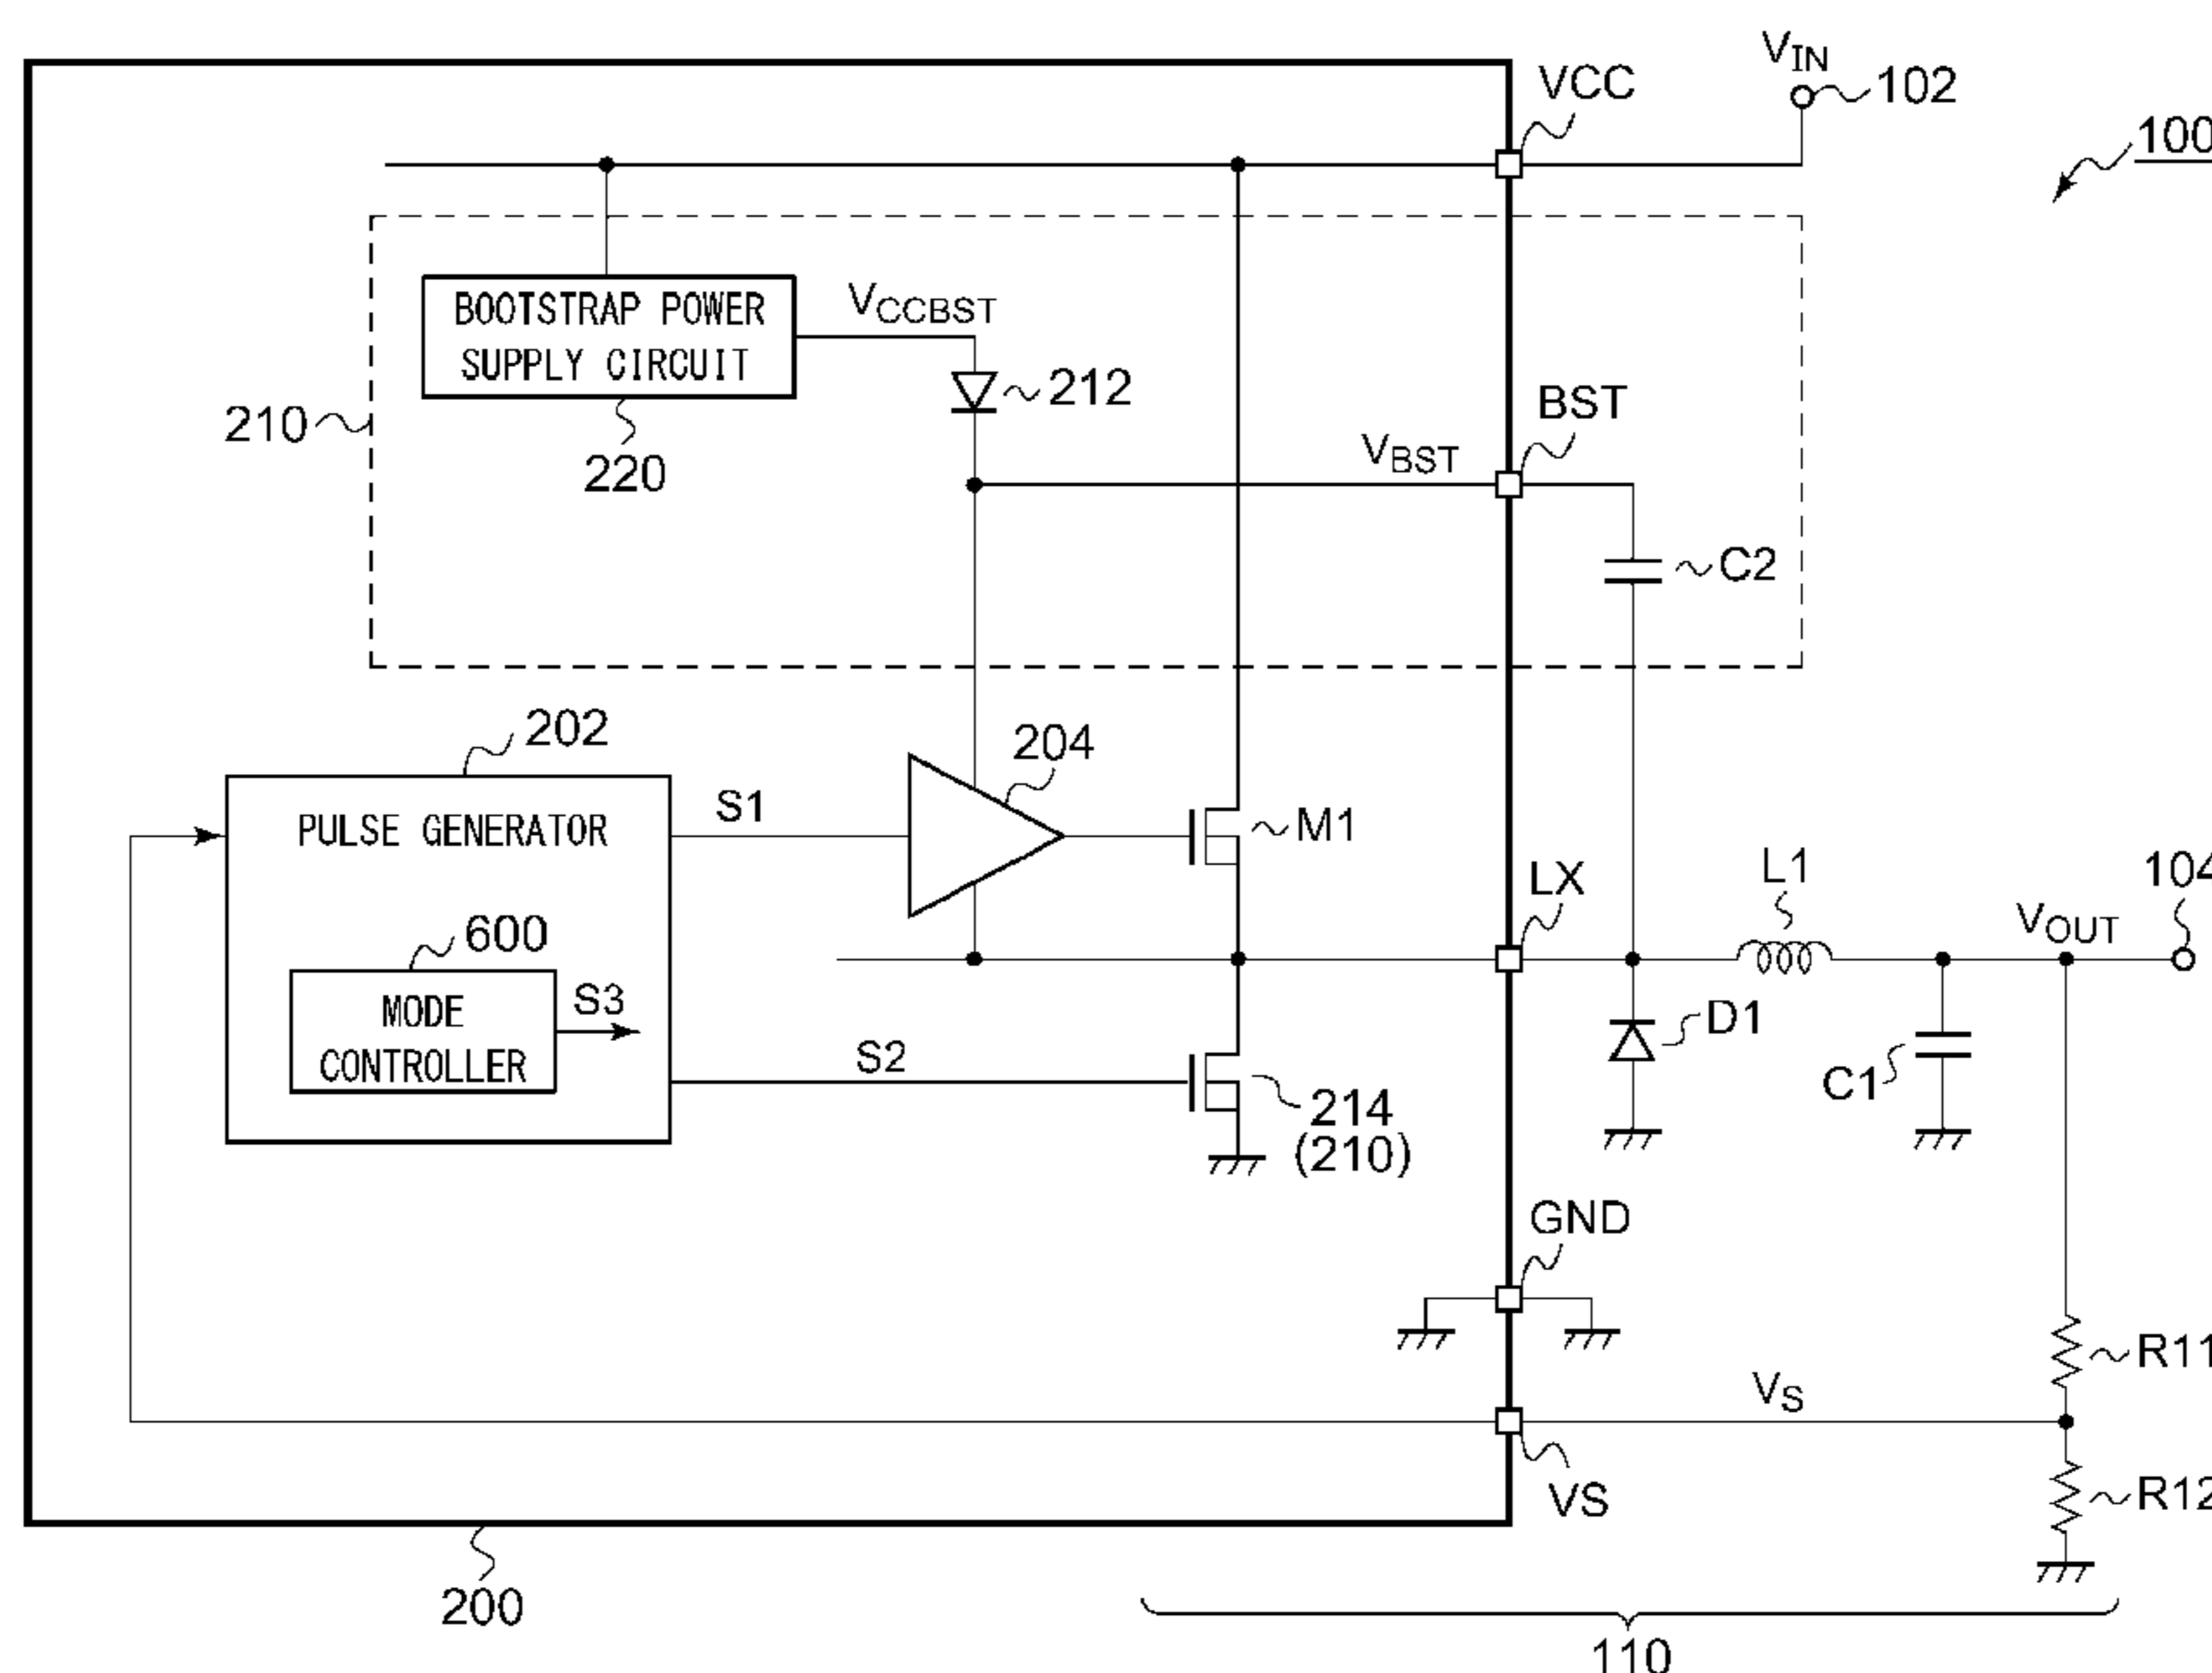 VIN
102
VCC
100
BOOTSTRAP POWER
SUPPLY CIRCUIT
VCCBST
212
BST
210
220
VBST
C2
202
204
PULSE GENERATOR
S1
M1
LX
L1
104
VOUT
600
MODE
CONTROLLER
S3
S2
D1
C1
214
(210)
GND
R11
VS
R12
VS
200
110